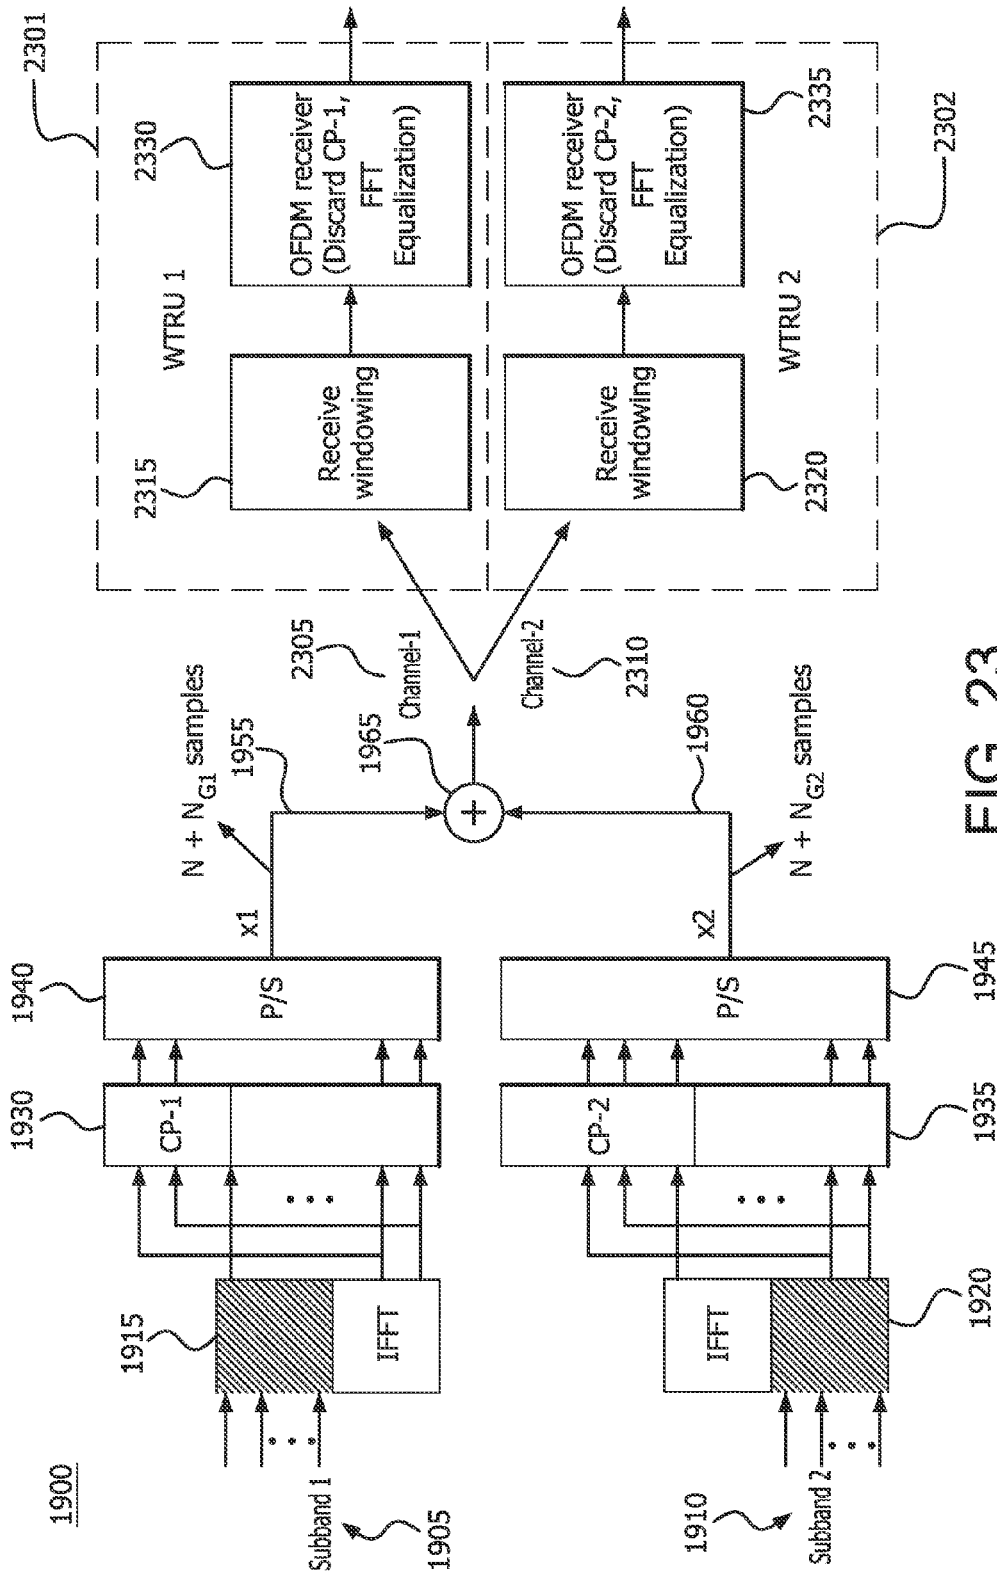 1900
Subband 1
1905
1915
IFFT
1930
CP-1
1940
P/S
x1
N + NG1 samples
1955
1965
+
Subband 2
1910
IFFT
1920
CP-2
1935
P/S
1945
x2
N + NG2 samples
1960
2305
Channel-1
Channel-2
2310
2301
WTRU 1
2315
Receive
windowing
2330
OFDM receiver
(Discard CP-1,
FFT
Equalization)
Receive
windowing
2320
OFDM receiver
(Discard CP-2,
FFT
Equalization)
2335
WTRU 2
2302
FIG. 23